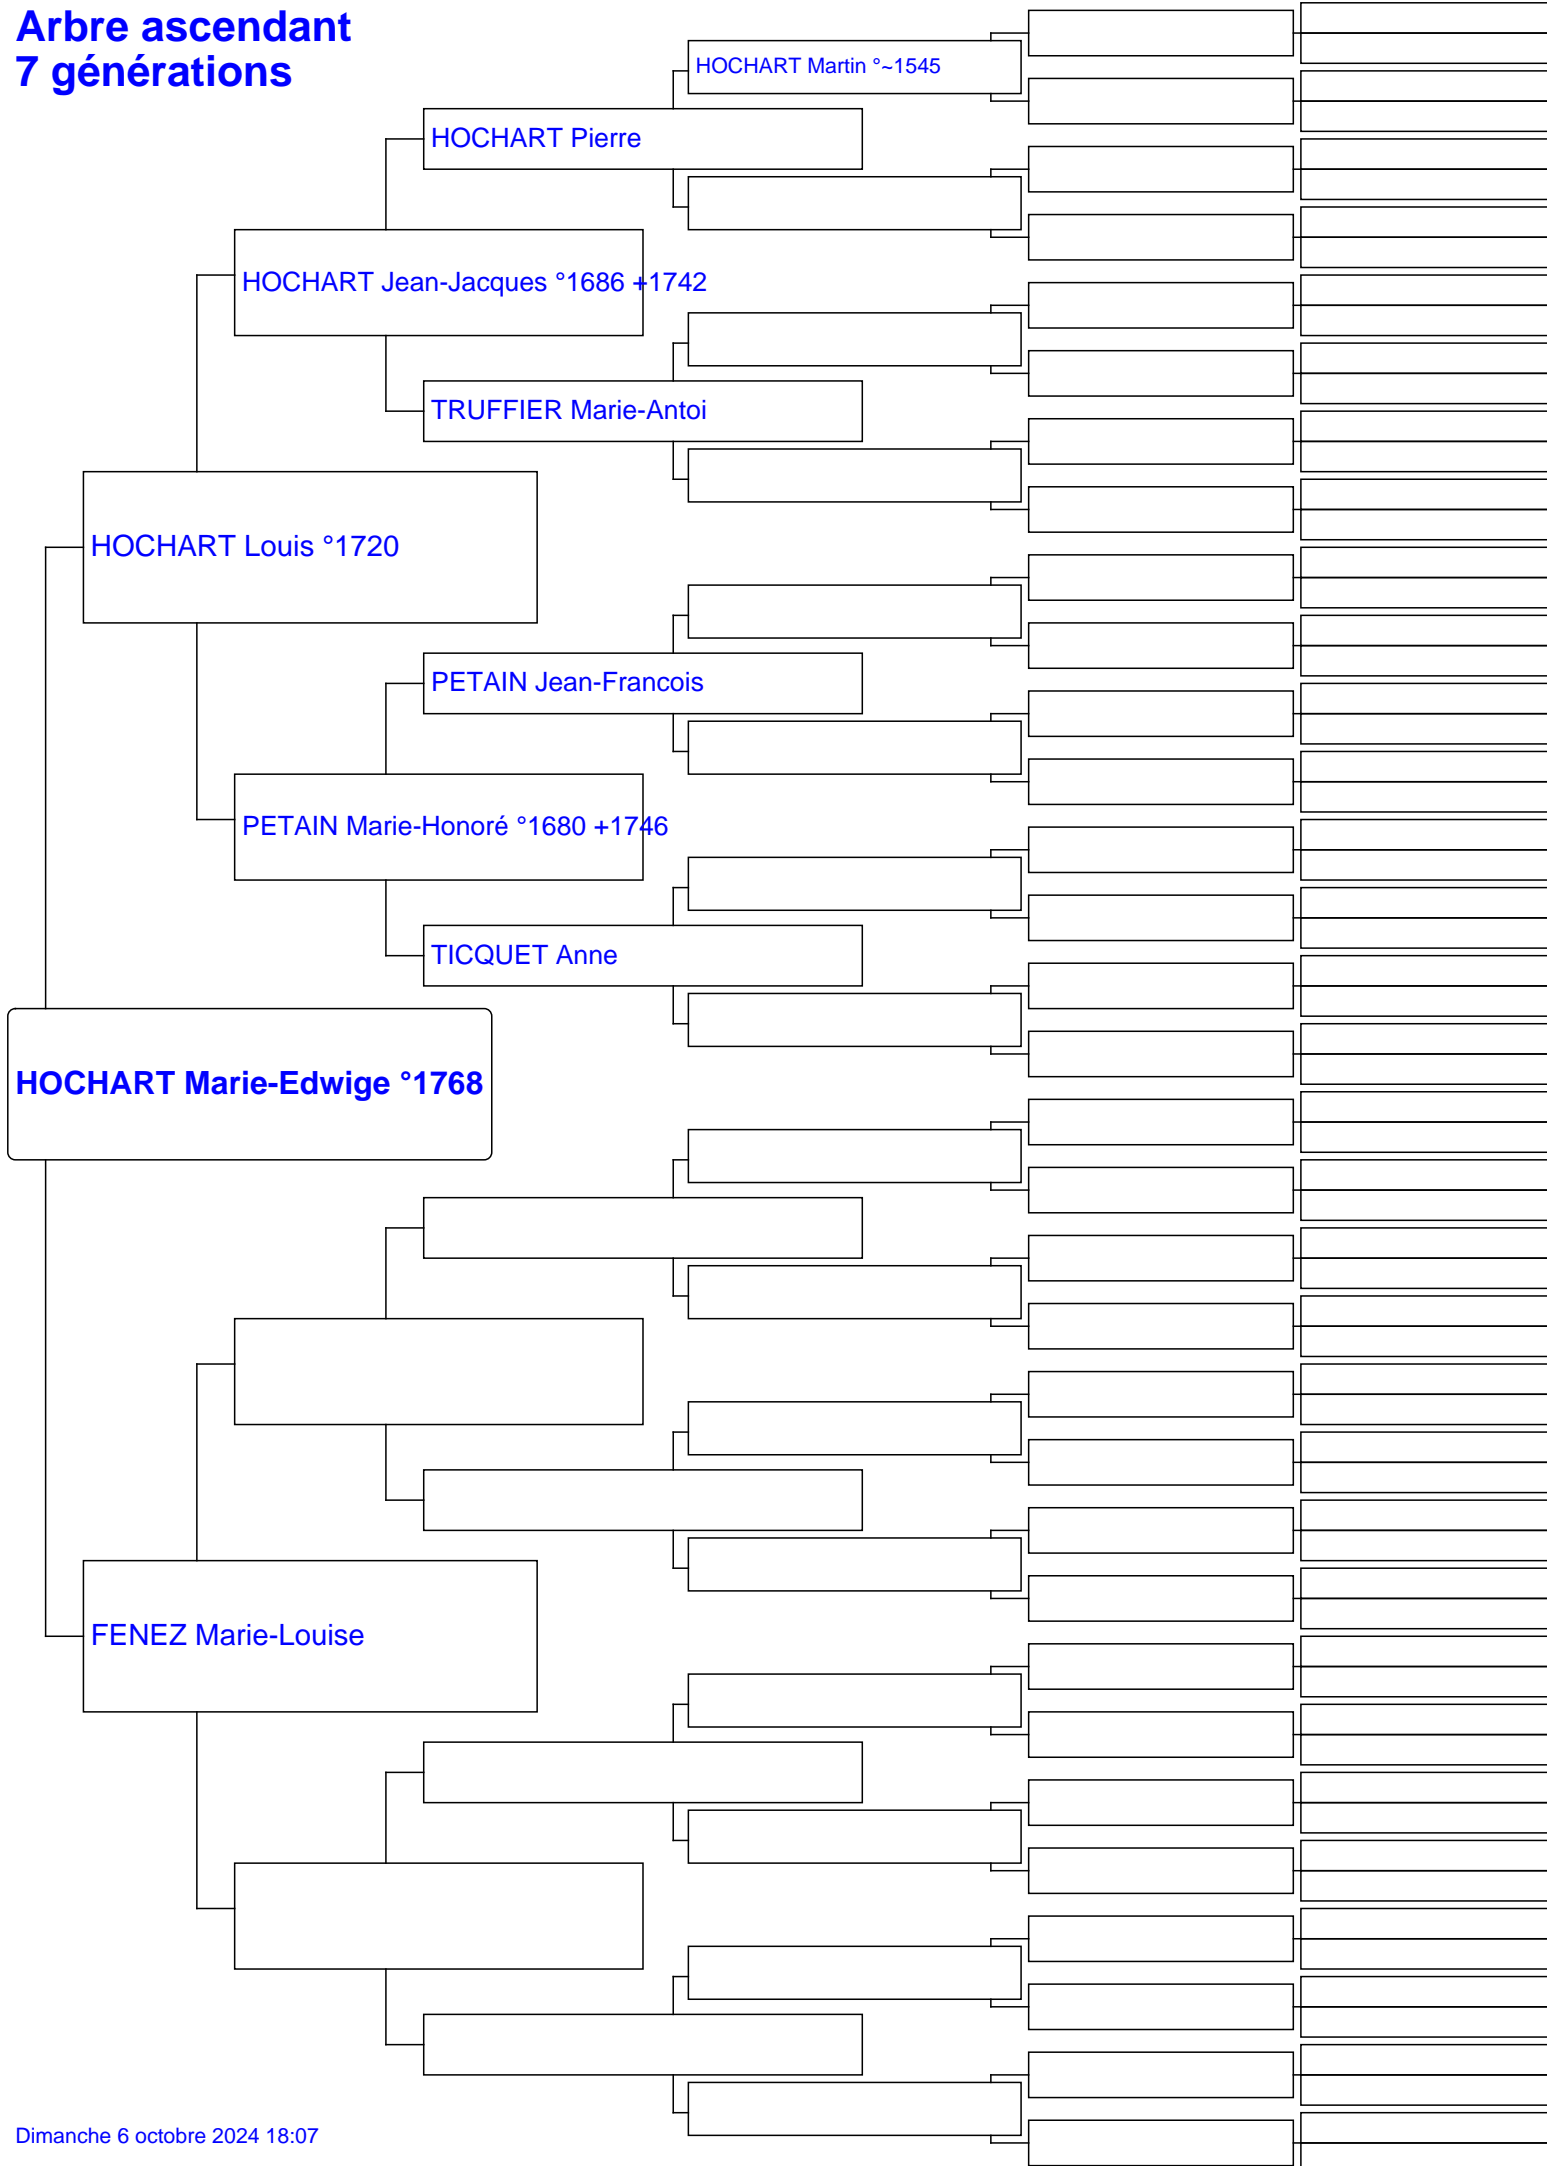 Arbre ascendant
7 générations
HOCHART Martin °~1545
HOCHART Pierre
HOCHART Jean-Jacques °1686 +1742
TRUFFIER Marie-Antoi
HOCHART Louis °1720
PETAIN Jean-Francois
PETAIN Marie-Honoré °1680 +1746
TICQUET Anne
HOCHART Marie-Edwige °1768
FENEZ Marie-Louise
Dimanche 6 octobre 2024 18:07